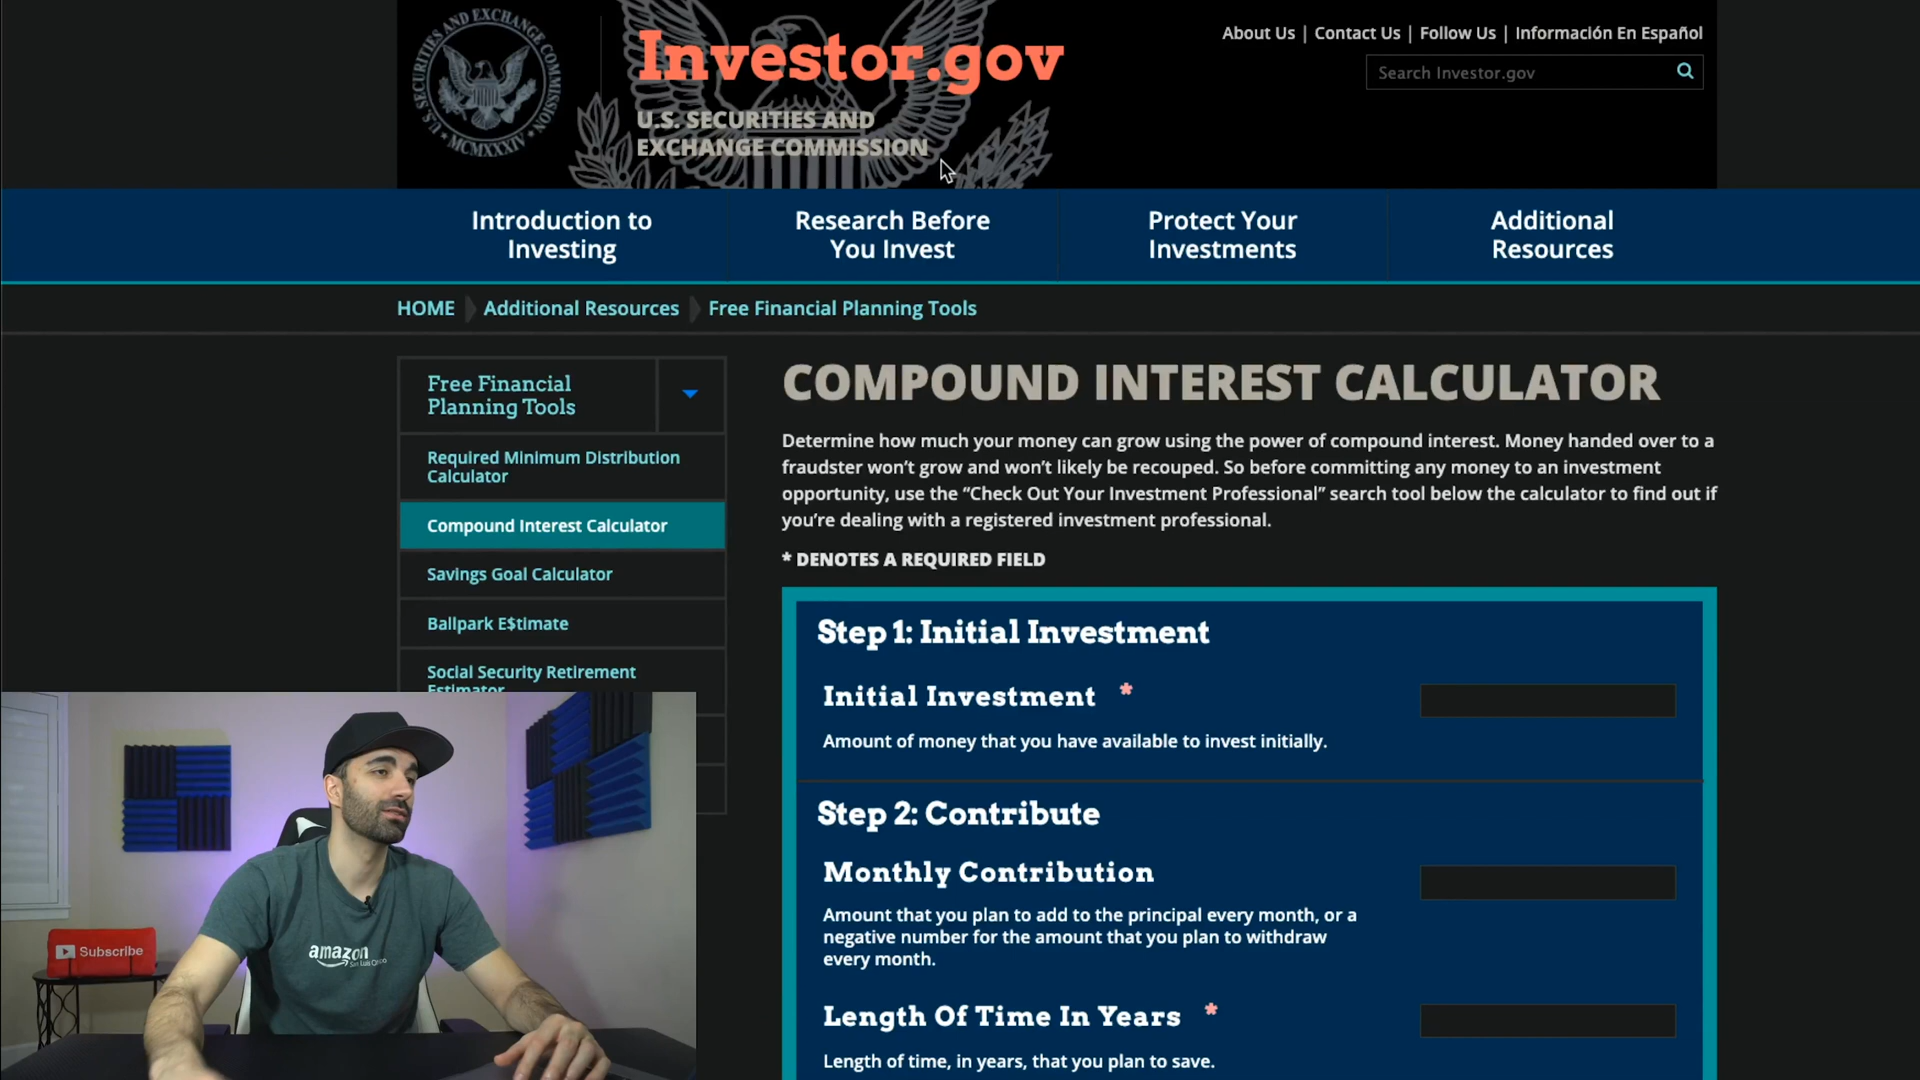 About Us | Contact Us | Follow Us | Información En Español
Investor.gov
U.S. SECURITIES AND
EXCHANGE COMMISSION
U.S. SECURITIES AND EXCHANGE COMMISSION
MCMXXXIV
Search Investor.gov
Introduction to
Investing
Research Before
You Invest
Protect Your
Investments
Additional
Resources
HOME
Additional Resources
Free Financial Planning Tools
Free Financial
Planning Tools
Required Minimum Distribution
Calculator
Compound Interest Calculator
Savings Goal Calculator
Ballpark E$timate
Social Security Retirement
Estimator
COMPOUND INTEREST CALCULATOR
Determine how much your money can grow using the power of compound interest. Money handed over to a
fraudster won’t grow and won’t likely be recouped. So before committing any money to an investment
opportunity, use the “Check Out Your Investment Professional” search tool below the calculator to find out if
you’re dealing with a registered investment professional.
* DENOTES A REQUIRED FIELD
Step 1: Initial Investment
Initial Investment *
Amount of money that you have available to invest initially.
Step 2: Contribute
Monthly Contribution
Amount that you plan to add to the principal every month, or a
negative number for the amount that you plan to withdraw
every month.
Length Of Time In Years *
Length of time, in years, that you plan to save.
Subscribe
amazon